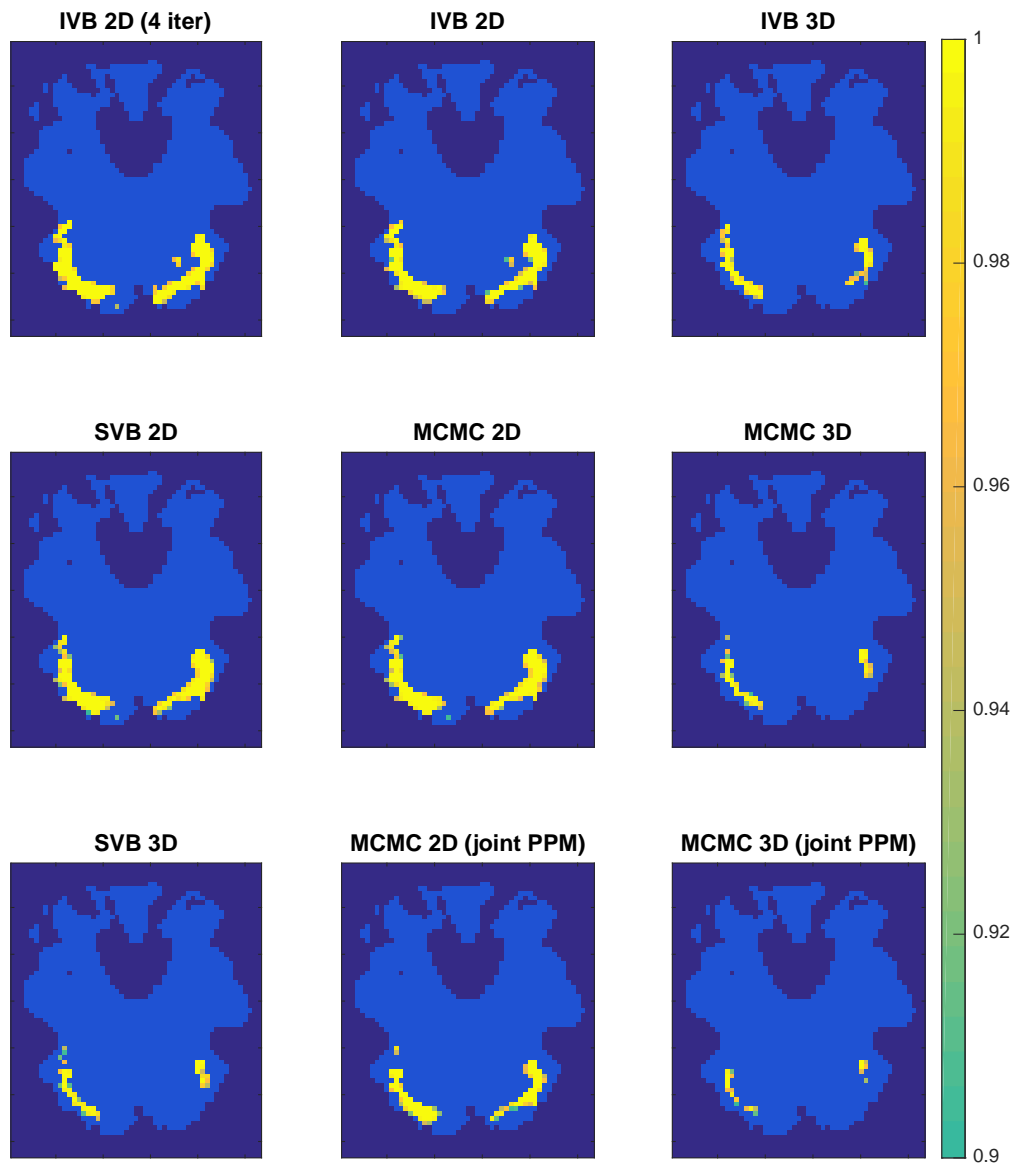 IVB 2D (4 iter)
IVB 2D
IVB 3D
1
0.98
SVB 2D
MCMC 2D
MCMC 3D
0.96
0.94
SVB 3D
MCMC 2D (joint PPM)
MCMC 3D (joint PPM)
0.92
0.9